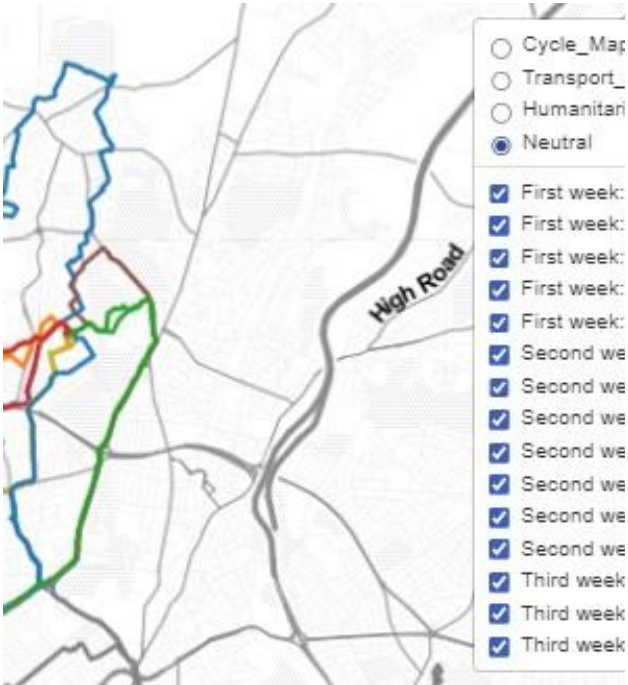 Cycle_Map
Transport_
Humanitari
Neutral
First week:
First week:
First week:
First week:
First week:
Second we
Second we
Second we
Second we
Second we
Second we
Second we
Third week
Third week
Third week
High Road